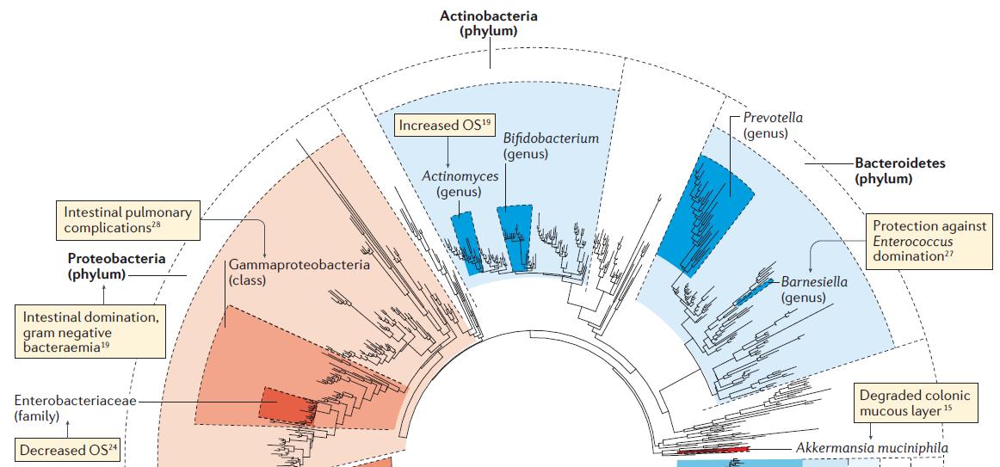 Actinobacteria
(phylum)
Increased OS19
Bifidobacterium
(genus)
Actinomyces
(genus)
Prevotella
(genus)
Bacteroidetes
(phylum)
Protection against
Enterococcus
domination27
Barnesiella
(genus)
Intestinal pulmonary
complications28
Proteobacteria
(phylum)
Gammaproteobacteria
(class)
Intestinal domination,
gram negative
bacteraemia19
Enterobacteriaceae
(family)
Decreased OS24
Degraded colonic
mucous layer 15
Akkermansia muciniphila